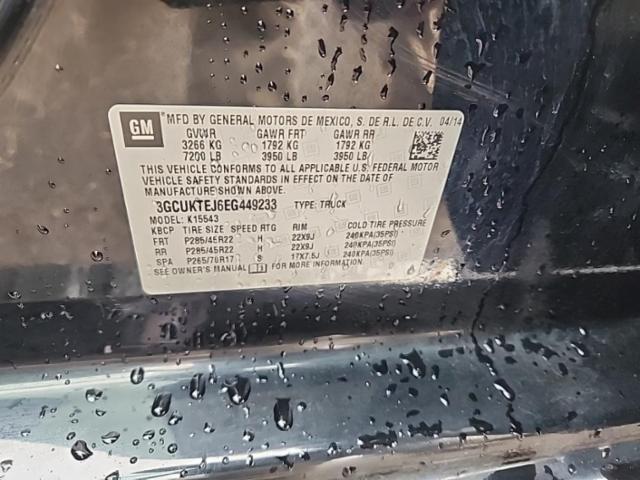 GM MFD BY GENERAL MOTORS DE MEXICO, S. DE R.L. DE C.V. 04/14
GVWR GAWR FRT GAWR RR
3266 KG 1792 KG 1792 KG
7200 LB 3950 LB 3950 LB
THIS VEHICLE CONFORMS TO ALL APPLICABLE U.S. FEDERAL MOTOR
VEHICLE SAFETY STANDARDS IN EFFECT ON THE DATE OF
MANUFACTURE SHOWN ABOVE.
3GCUKTEJ6EG449233 TYPE: TRUCK
MODEL: K15543
KBCP TIRE SIZE SPEED RTG RIM COLD TIRE PRESSURE
FRT P285/45R22 H 22X9J 240KPA(35PSI)
RR P285/45R22 H 22X9J 240KPA(35PSI)
SPA P265/70R17 S 17X7.5J 240KPA(35PSI)
SEE OWNER'S MANUAL FOR MORE INFORMATION.